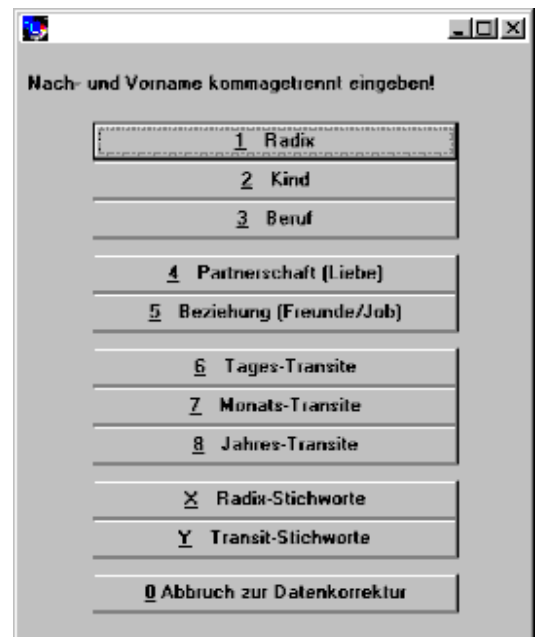 Nach- und Vorname kommagetrennt eingeben!
1 Radix
2 Kind
3 Beruf
4 Partnerschaft (Liebe)
5 Beziehung (Freunde/Job)
6 Tages-Transite
7 Monats-Transite
8 Jahres-Transite
X Radix-Stichworte
Y Transit-Stichworte
0 Abbruch zur Datenkorrektur